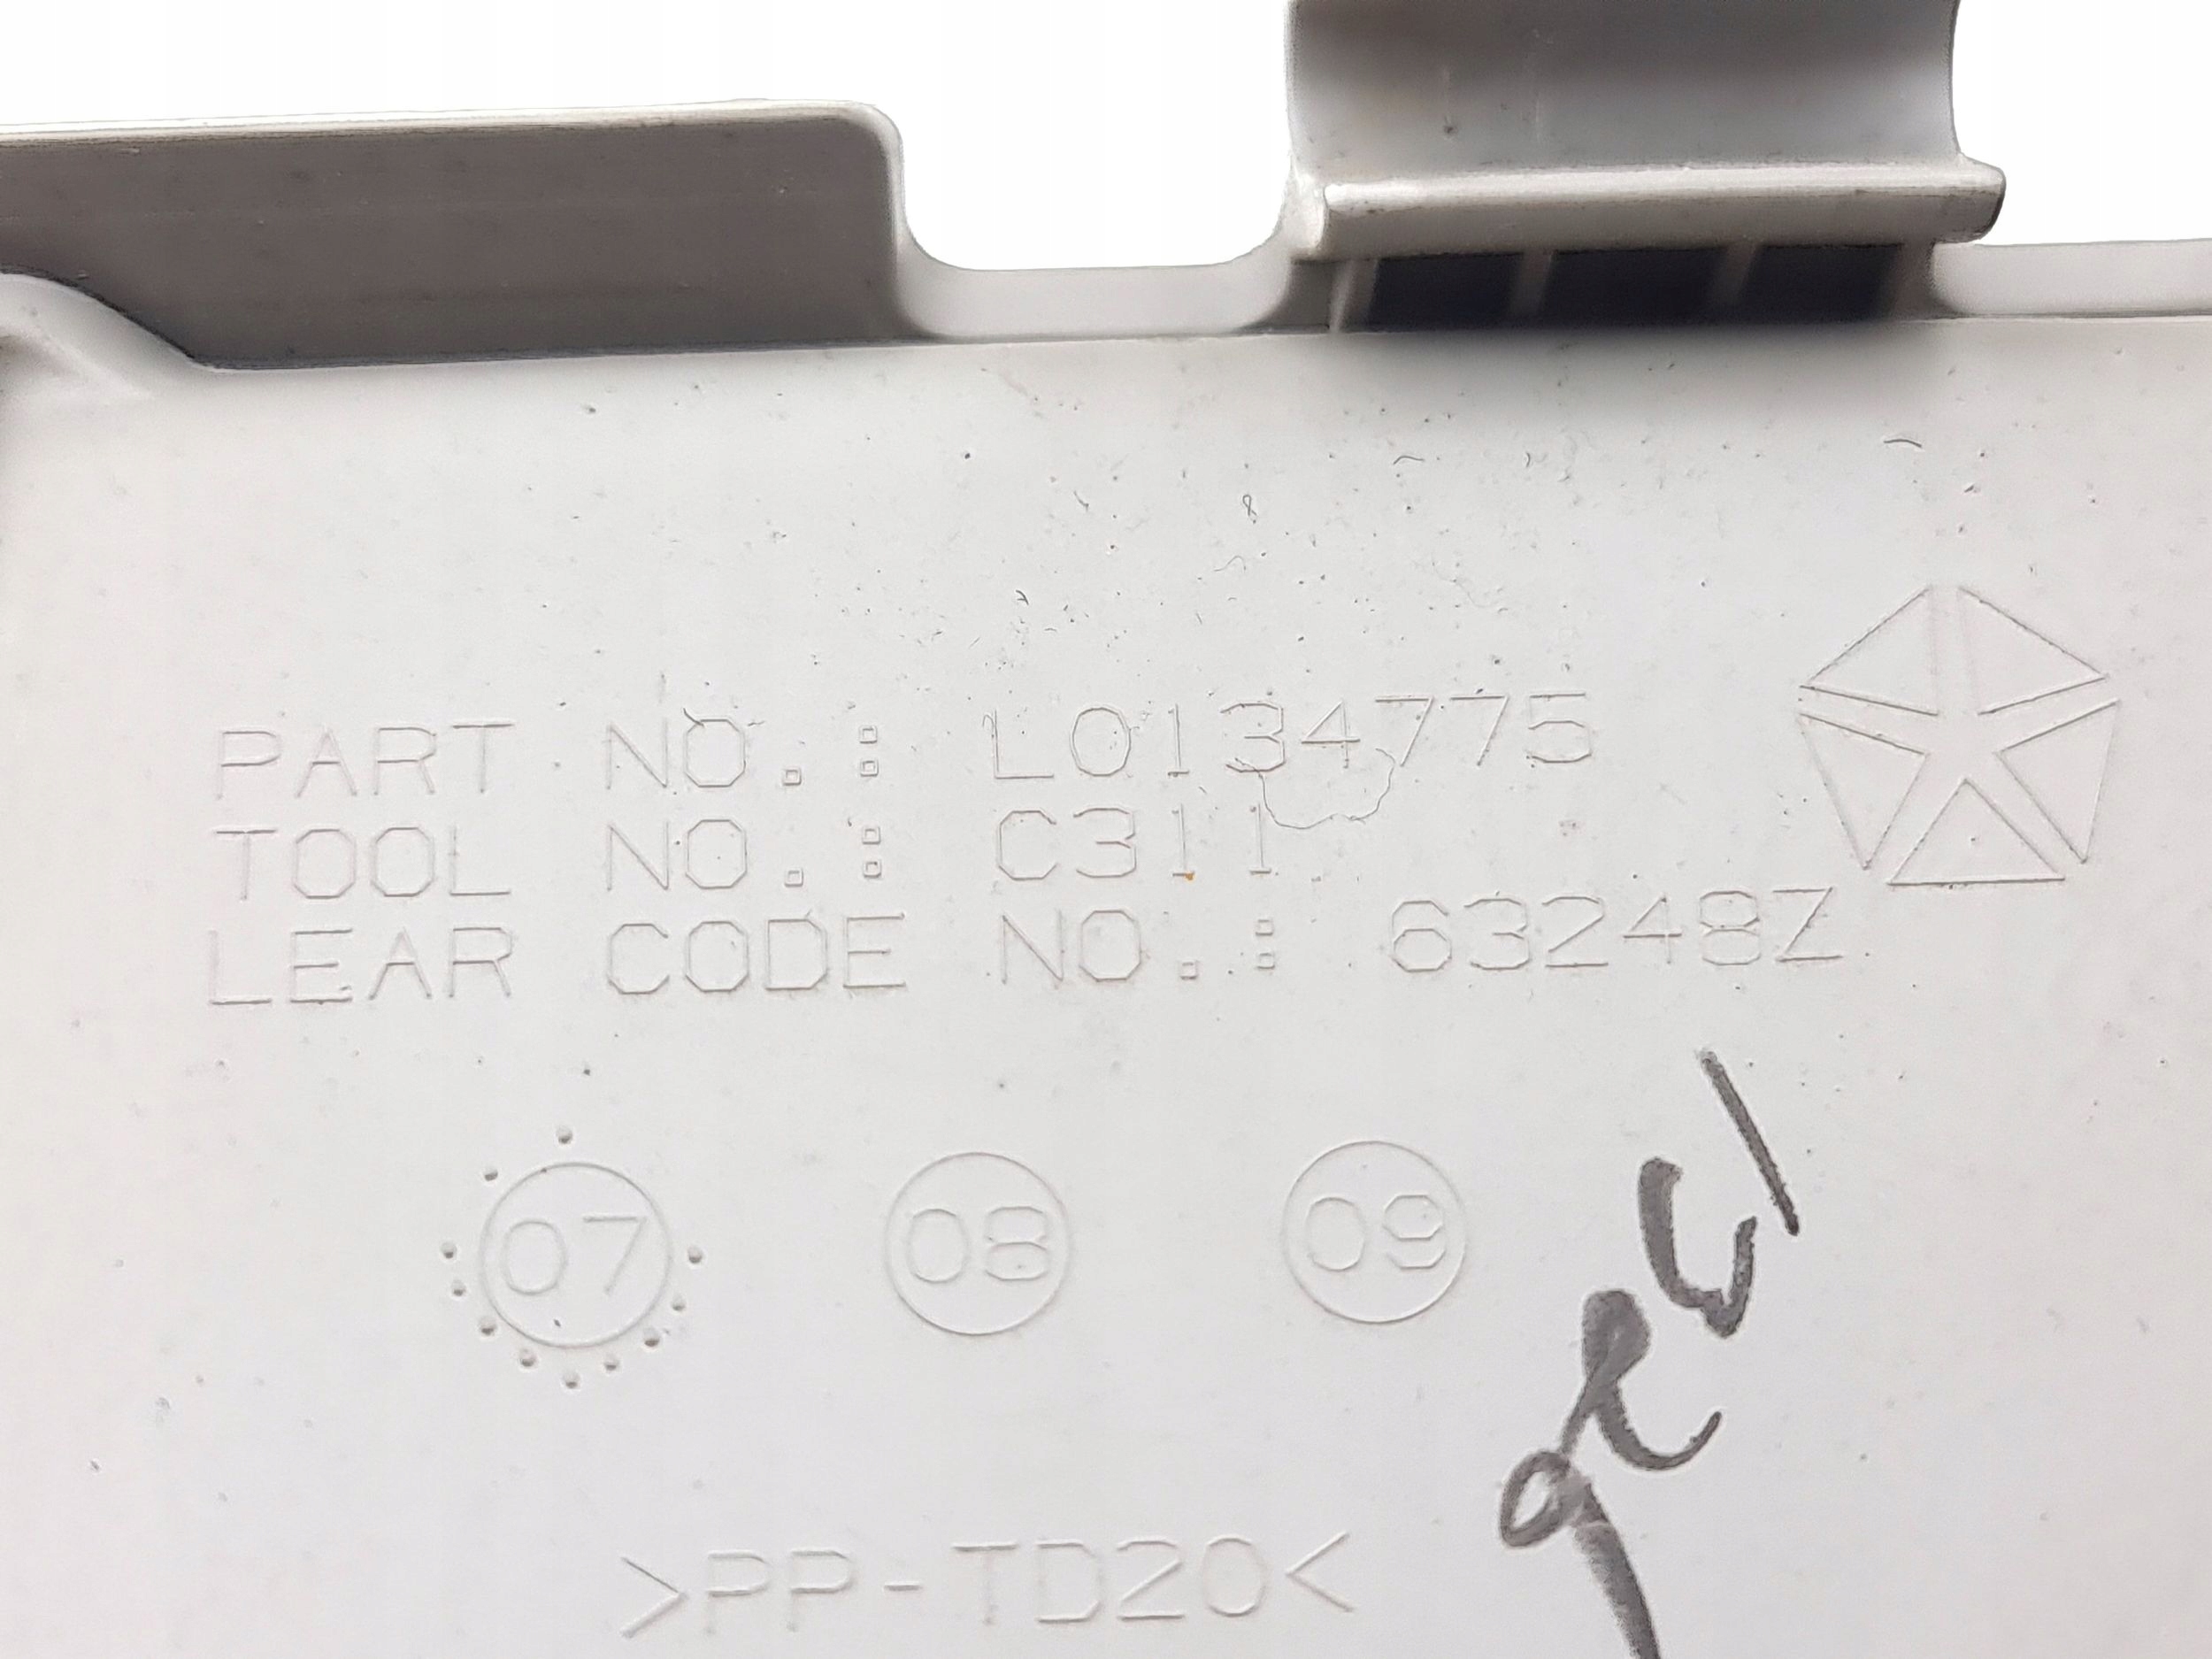 PART NO.: L0134775
TOOL NO.: C311
LEAR CODE NO.: 63248Z
07 08 09
>PP-TD20<